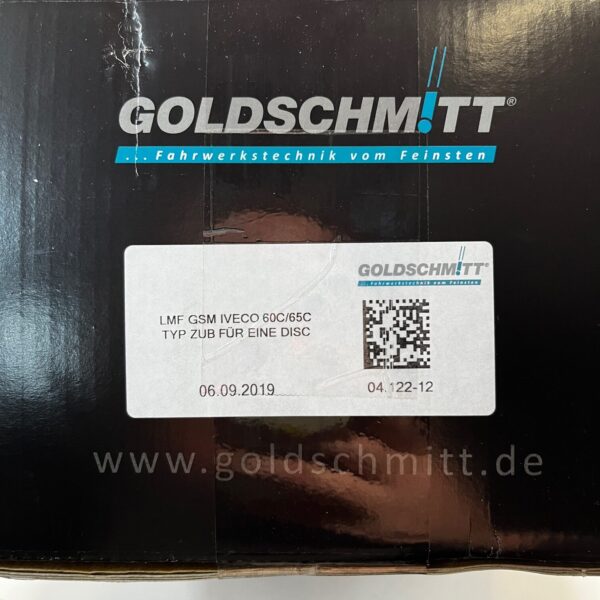 GOLDSCHMITT®
... Fahrwerkstechnik vom Feinsten
GOLDSCHMITT®
... Fahrwerkstechnik vom Feinsten
LMF GSM IVECO 60C/65C
TYP ZUB FÜR EINE DISC
06.09.2019
04.122-12
www.goldschmitt.de